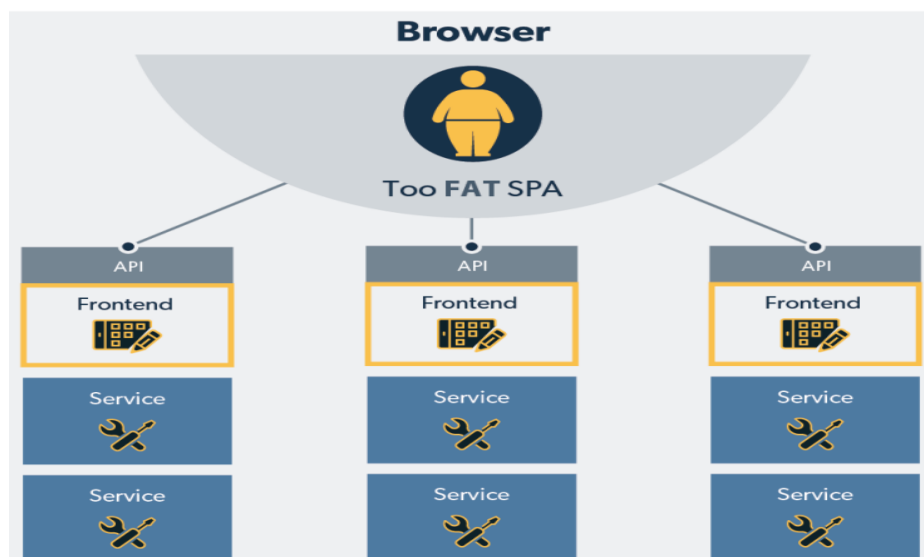 Browser
Too FAT SPA
API
API
API
Frontend
Frontend
Frontend
Service
Service
Service
Service
Service
Service